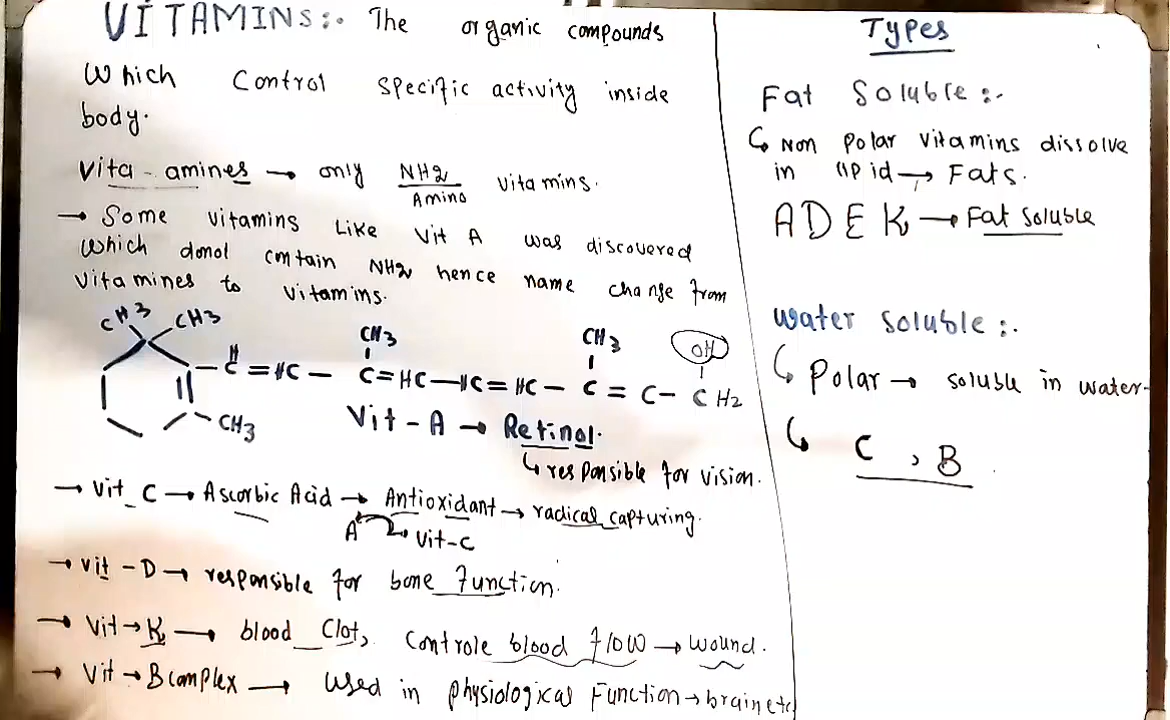 VITAMINS:- The organic compounds
Which Control specific activity inside
body.
Vita-amines → only NH2/Amino vitamins.
→ Some vitamins Like Vit A was discovered
which donot contain NH2 hence name change from
Vitamines to vitamins.
CH3 CH3 CH3 CH3 OH
H
C = HC — C = HC — HC = HC — C = C — CH2
CH3
Vit-A → Retinol.
↳ responsible for vision.
→ Vit C → Ascorbic Acid → Antioxidant → radical capturing.
A Vit-C
→ Vit-D → responsible for bone function.
→ Vit → K → blood Clot, Controle blood flow → wound.
→ Vit → B complex → Used in physiological Function → brain etc
Types
Fat Soluble:-
↳ Non Polar vitamins dissolve
in lipid → Fats.
ADEK → Fat soluble
Water soluble:-
↳ Polar → soluble in water-
↳ C, B